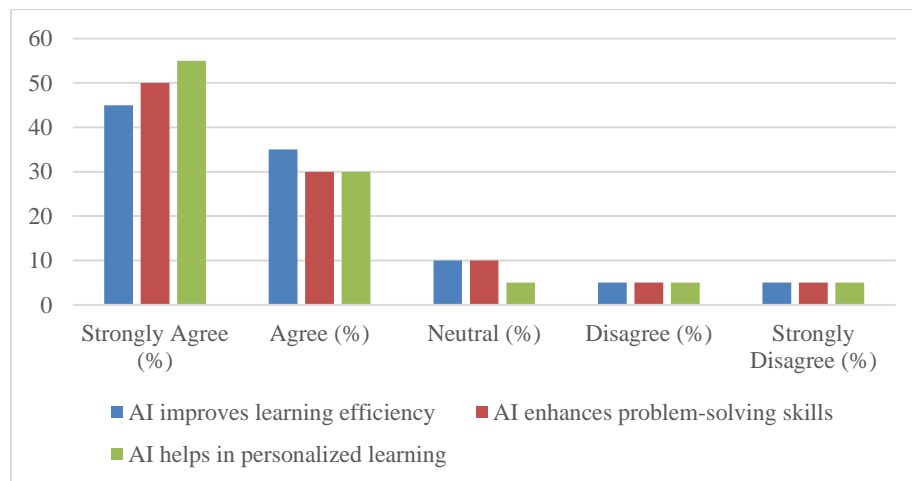 60
50
40
30
20
10
0
Strongly Agree (%)
Agree (%)
Neutral (%)
Disagree (%)
Strongly Disagree (%)
AI improves learning efficiency
AI enhances problem-solving skills
AI helps in personalized learning